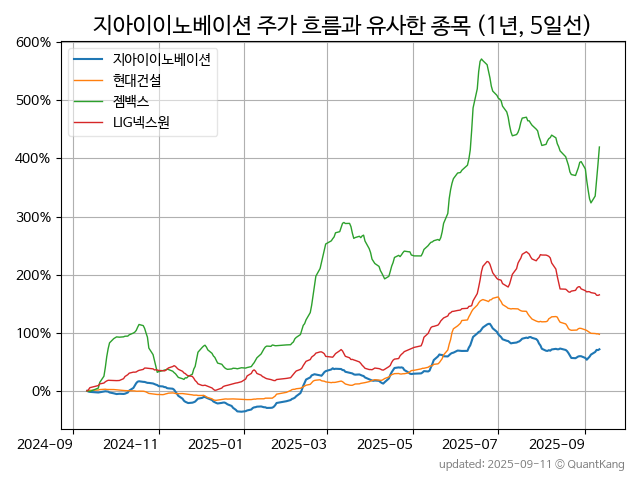 지아이이노베이션 주가 흐름과 유사한 종목 (1년, 5일선)
지아이이노베이션
현대건설
젬백스
LIG넥스원
600%
500%
400%
300%
200%
100%
0%
2024-09
2024-11
2025-01
2025-03
2025-05
2025-07
2025-09
updated: 2025-09-11 © QuantKang